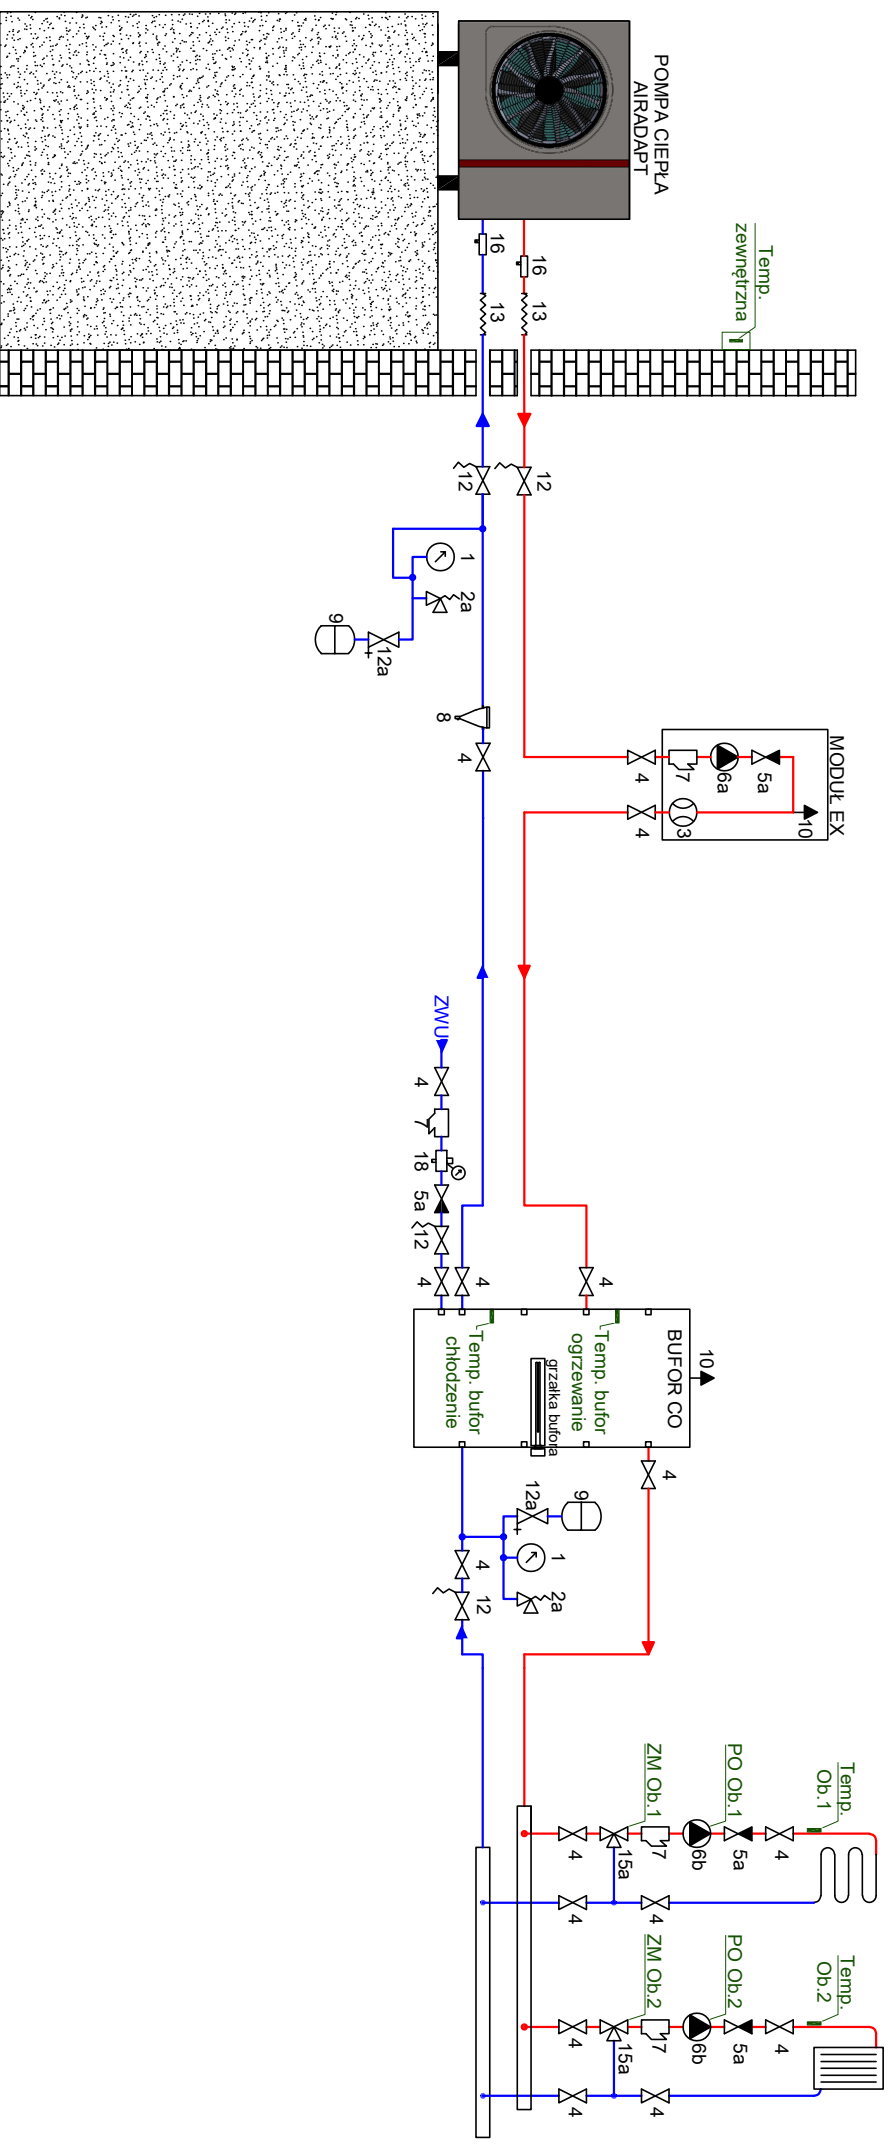 POMPA CIEPŁA
AIRADAPT
Temp.
zewnętrzna
16
16
13
13
12
12
1
2a
9
12a
8
4
MODUŁ EX
4
7
6a
5a
10
3
4
ZWU
4
7
18
5a
12
4
4
4
10
BUFOR CO
Temp. bufor
ogrzewanie
grzałka bufora
Temp. bufor
chłodzenie
4
9
12a
1
2a
4
12
Temp.
Ob.1
PO Ob.1
ZM Ob.1
4
5a
6b
7
15a
4
4
4
Temp.
Ob.2
PO Ob.2
ZM Ob.2
4
5a
6b
7
15a
4
4
4